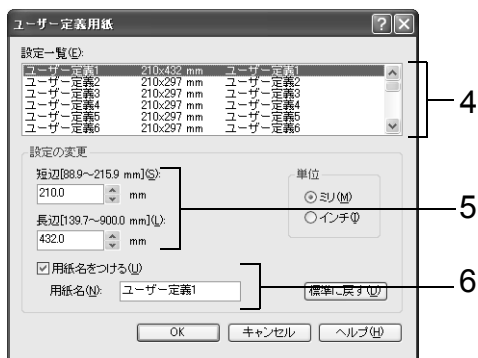 ユーザー定義用紙
設定一覧(E):
ユーザー定義1 210x432 mm ユーザー定義1
ユーザー定義2 210x297 mm ユーザー定義2
ユーザー定義3 210x297 mm ユーザー定義3
ユーザー定義4 210x297 mm ユーザー定義4
ユーザー定義5 210x297 mm ユーザー定義5
ユーザー定義6 210x297 mm ユーザー定義6
4
設定の変更
短辺[88.9～215.9 mm](S):
210.0 mm
長辺[139.7～900.0 mm](L):
432.0 mm
単位
ミリ(M)
インチ(I)
5
用紙名をつける(U)
用紙名(N): ユーザー定義1
標準に戻す(D)
6
OK キャンセル ヘルプ(H)